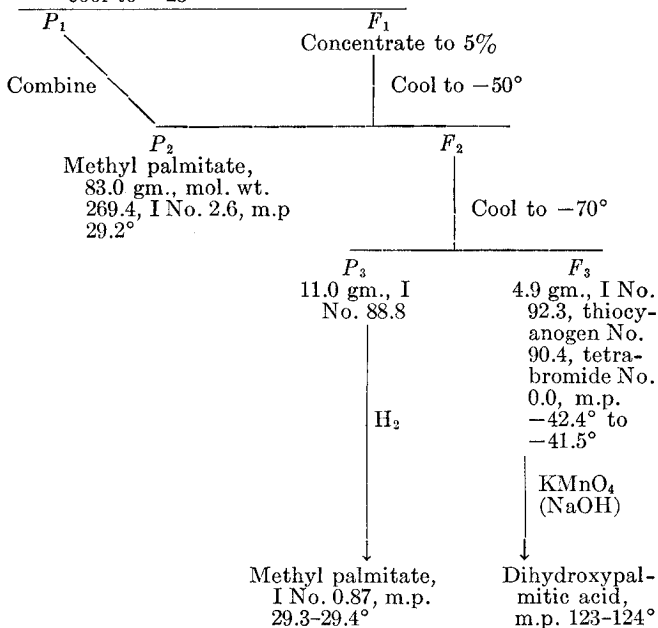 Cool to
P1 F1
Concentrate to 5%
Combine
Cool to −50°
P2 F2
Methyl palmitate,
83.0 gm., mol. wt.
269.4, I No. 2.6, m.p
29.2°
Cool to −70°
P3
11.0 gm., I
No. 88.8
F3
4.9 gm., I No.
92.3, thiocy-
anogen No.
90.4, tetra-
bromide No.
0.0, m.p.
−42.4° to
−41.5°
H2
KMnO4
(NaOH)
Methyl palmitate,
I No. 0.87, m.p.
29.3–29.4°
Dihydroxypal-
mitic acid,
m.p. 123–124°